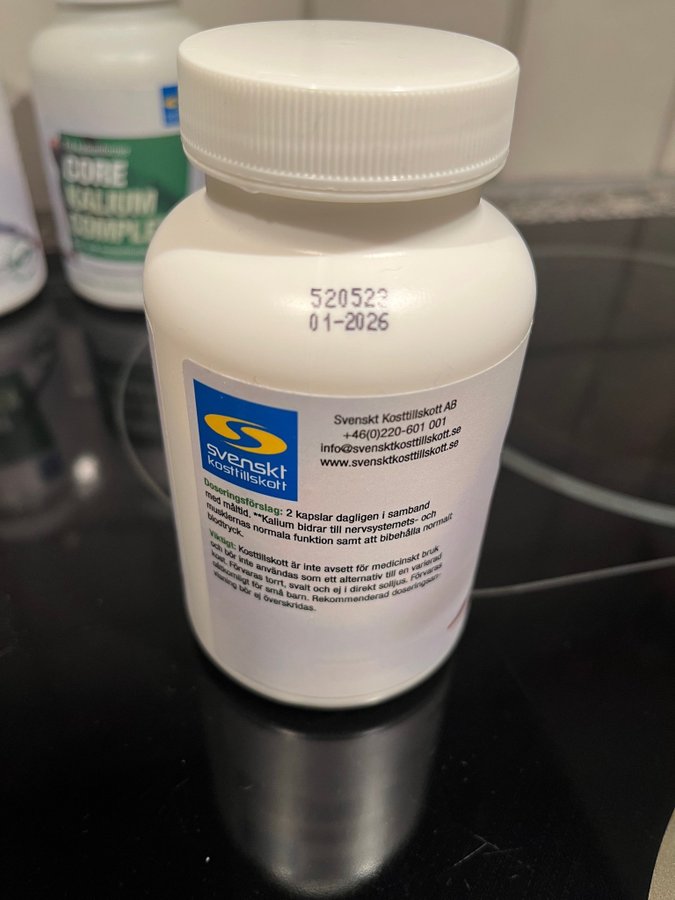 CORE
KALIUM
COMPLE
52052
01-2026
svenskt
kosttillskott
Svenskt Kosttillskott AB
+46(0)220-601 001
info@svensktkosttillskott.se
www.svensktkosttillskott.se
Doseringsförslag: 2 kapslar dagligen i samband
med måltid. **Kalium bidrar till nervsystemets- och
musklernas normala funktion samt att bibehålla normalt
blodtryck.
Viktigt: Kosttillskott är inte avsett för medicinskt bruk
och bör inte användas som ett alternativ till en varierad
kost. Förvaras torrt, svalt och ej i direkt solljus. Förvaras
oåtkomligt för små barn. Rekommenderad doseringsan-
visning bör ej överskridas.